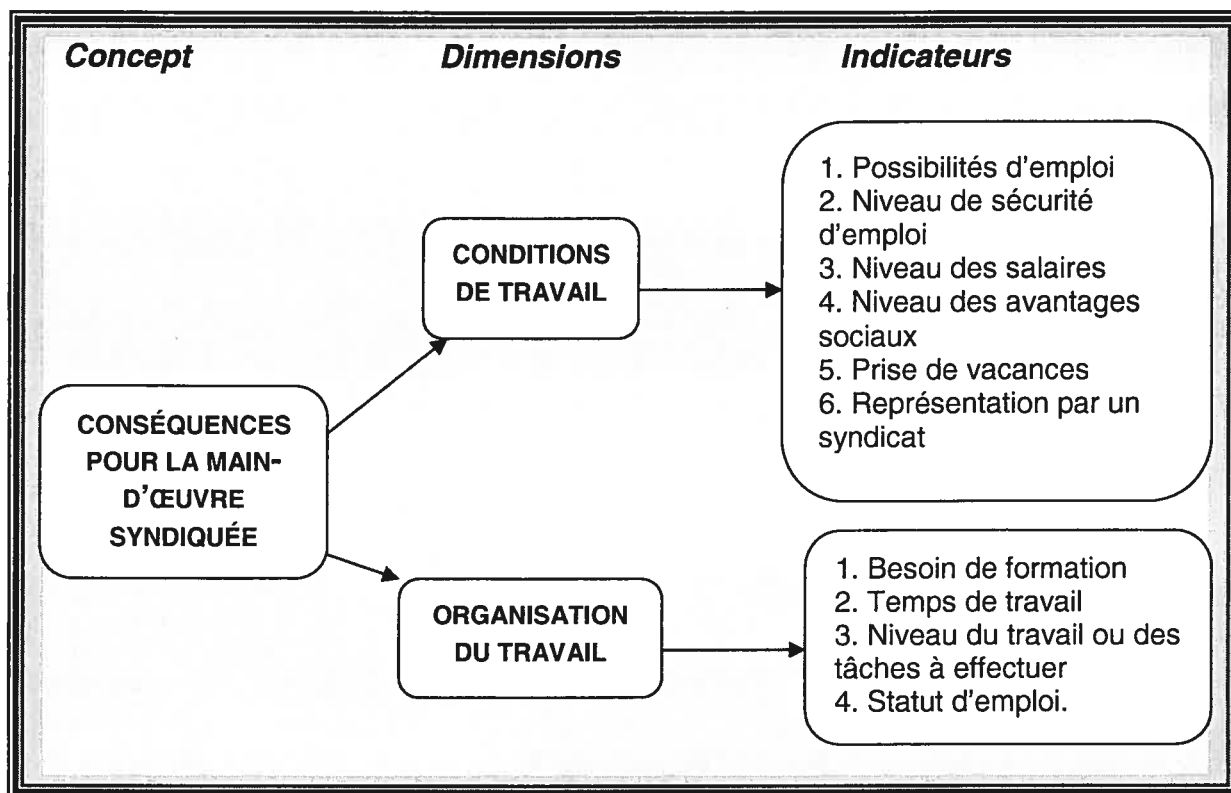 Concept Dimensions Indicateurs
1. Possibilités d'emploi
2. Niveau de sécurité
d'emploi
3. Niveau des salaires
4. Niveau des avantages
sociaux
5. Prise de vacances
6. Représentation par un
syndicat
CONDITIONS
DE TRAVAIL
CONSÉQUENCES
POUR LA MAIN-
D'ŒUVRE
SYNDIQUÉE
ORGANISATION
DU TRAVAIL
1. Besoin de formation
2. Temps de travail
3. Niveau du travail ou des
tâches à effectuer
4. Statut d'emploi.